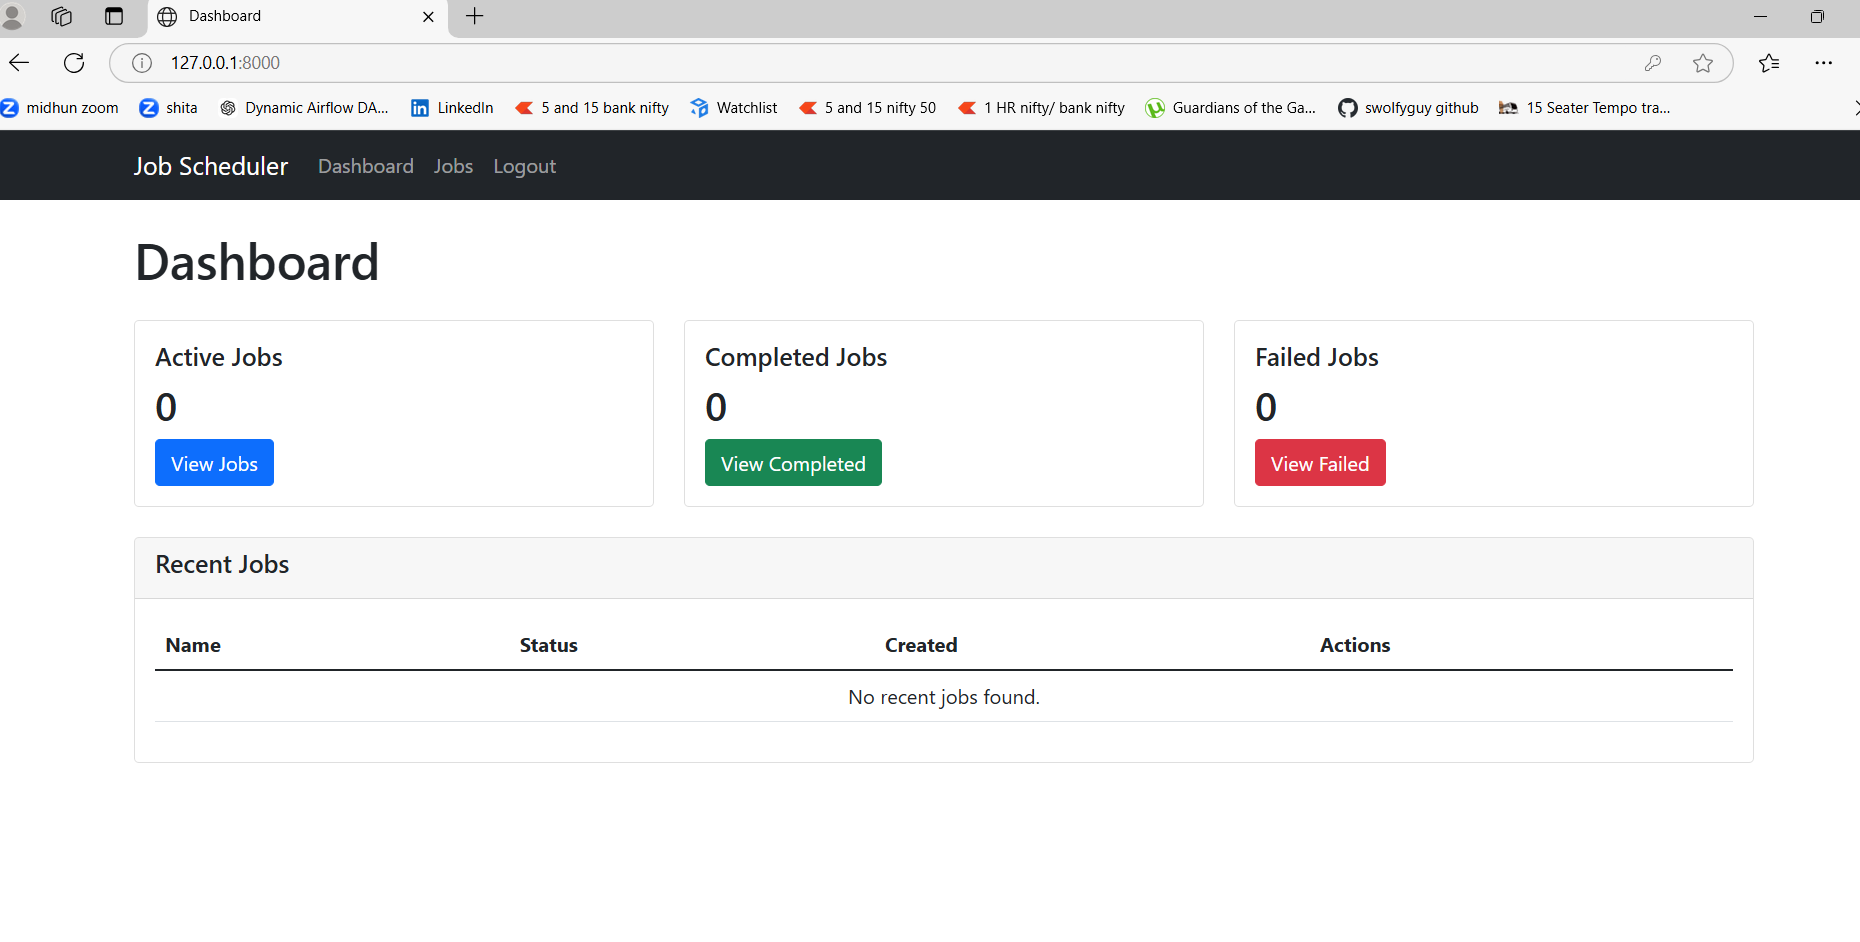 Dashboard
127.0.0.1:8000
midhun zoom shita Dynamic Airflow DA... LinkedIn 5 and 15 bank nifty Watchlist 5 and 15 nifty 50 1 HR nifty/ bank nifty Guardians of the Ga... swolfyguy github 15 Seater Tempo tra...
Job Scheduler Dashboard Jobs Logout
Dashboard
Active Jobs
0
View Jobs
Completed Jobs
0
View Completed
Failed Jobs
0
View Failed
Recent Jobs
Name Status Created Actions
No recent jobs found.